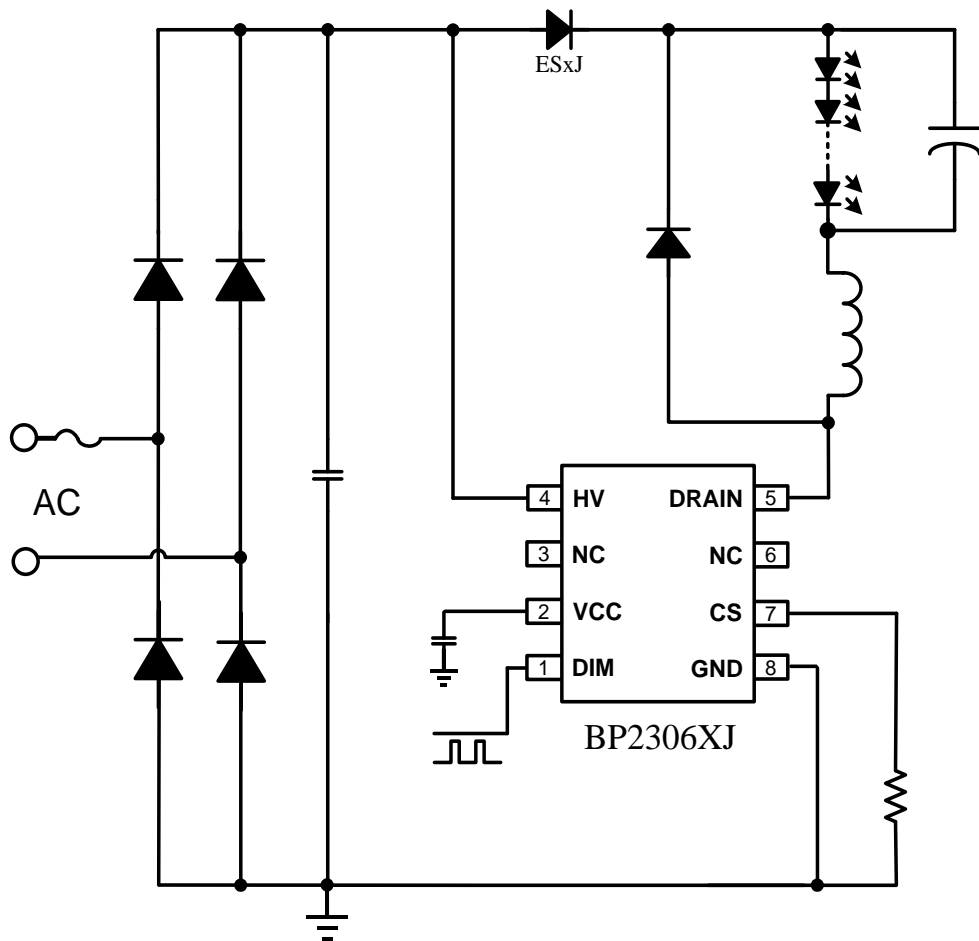 ESxJ
AC
4 HV DRAIN 5
3 NC NC 6
2 VCC CS 7
1 DIM GND 8
BP2306XJ